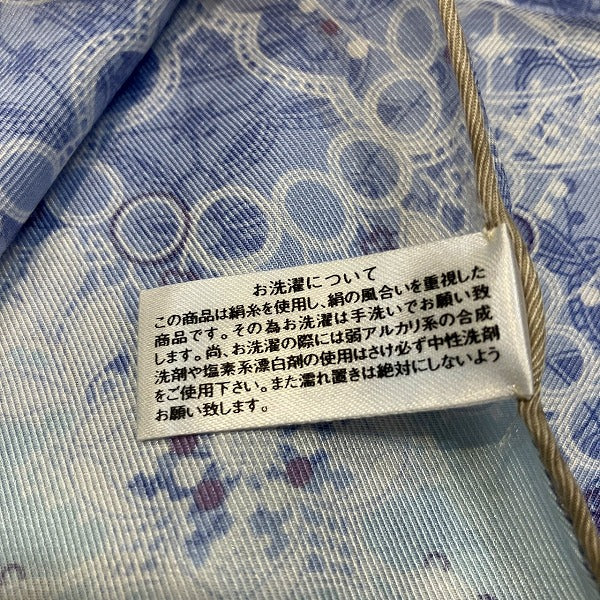 お洗濯について
この商品は絹糸を使用し、絹の風合いを重視した
商品です。その為お洗濯は手洗いでお願い致
します。尚、お洗濯の際には弱アルカリ系の合成
洗剤や塩素系漂白剤の使用はさけ必ず中性洗剤
をご使用下さい。また濡れ置きは絶対にしないよう
お願い致します。